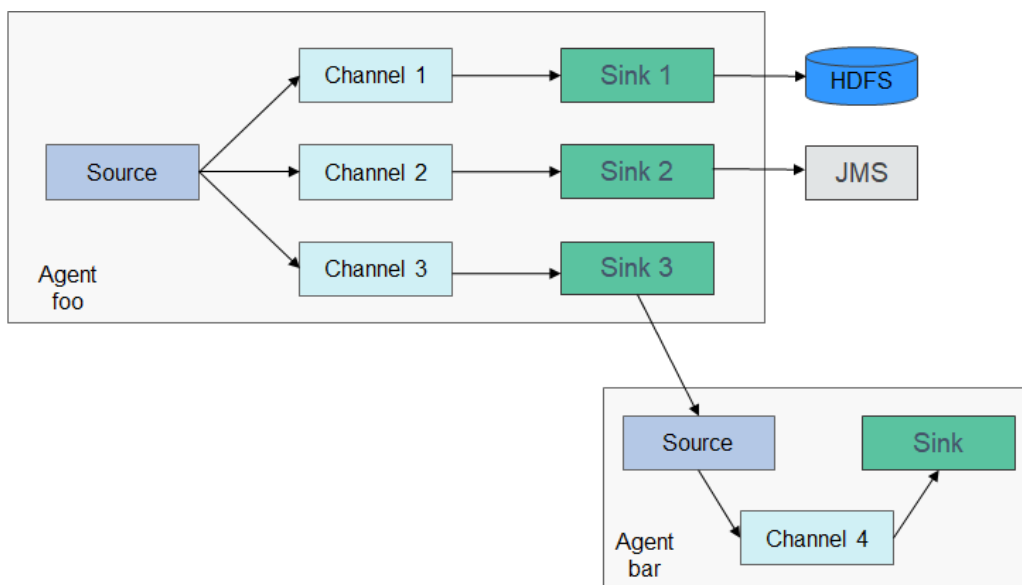 Channel 1
Sink 1
HDFS
Source
Channel 2
Sink 2
JMS
Channel 3
Sink 3
Agent
foo
Source
Sink
Channel 4
Agent
bar